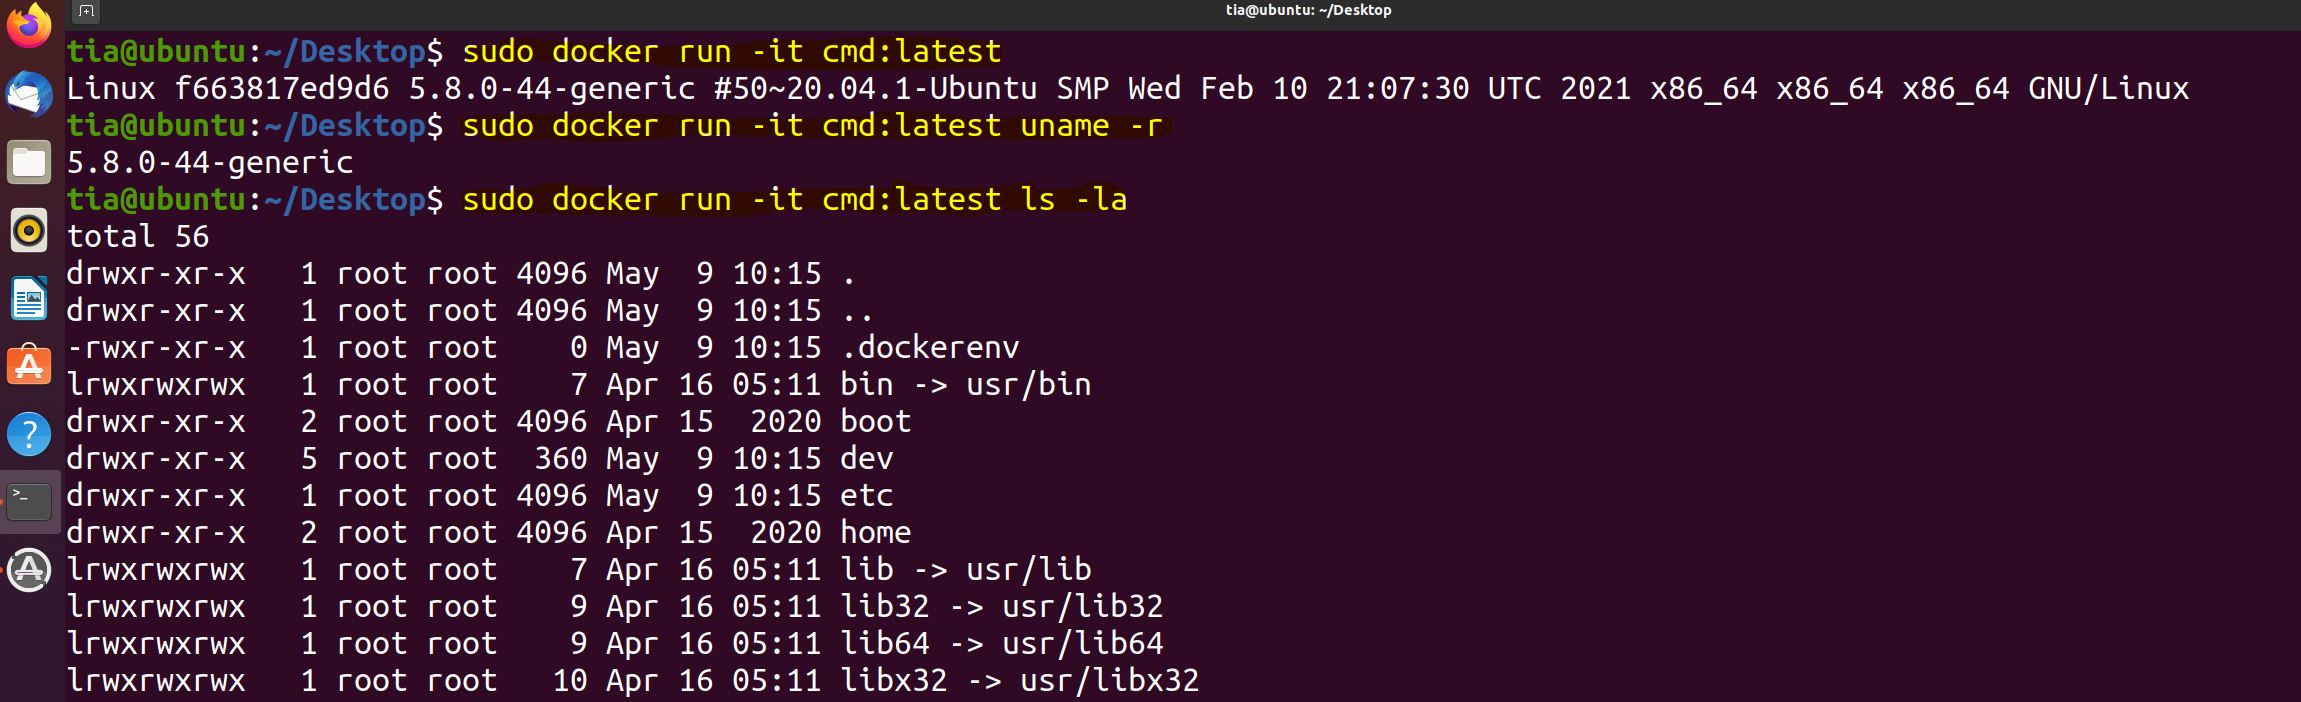 tia@ubuntu: ~/Desktop
tia@ubuntu:~/Desktop$ sudo docker run -it cmd:latest
Linux f663817ed9d6 5.8.0-44-generic #50~20.04.1-Ubuntu SMP Wed Feb 10 21:07:30 UTC 2021 x86_64 x86_64 x86_64 GNU/Linux
tia@ubuntu:~/Desktop$ sudo docker run -it cmd:latest uname -r
5.8.0-44-generic
tia@ubuntu:~/Desktop$ sudo docker run -it cmd:latest ls -la
total 56
drwxr-xr-x   1 root root 4096 May  9 10:15 .
drwxr-xr-x   1 root root 4096 May  9 10:15 ..
-rwxr-xr-x   1 root root    0 May  9 10:15 .dockerenv
lrwxrwxrwx   1 root root    7 Apr 16 05:11 bin -> usr/bin
drwxr-xr-x   2 root root 4096 Apr 15  2020 boot
drwxr-xr-x   5 root root  360 May  9 10:15 dev
drwxr-xr-x   1 root root 4096 May  9 10:15 etc
drwxr-xr-x   2 root root 4096 Apr 15  2020 home
lrwxrwxrwx   1 root root    7 Apr 16 05:11 lib -> usr/lib
lrwxrwxrwx   1 root root    9 Apr 16 05:11 lib32 -> usr/lib32
lrwxrwxrwx   1 root root    9 Apr 16 05:11 lib64 -> usr/lib64
lrwxrwxrwx   1 root root   10 Apr 16 05:11 libx32 -> usr/libx32